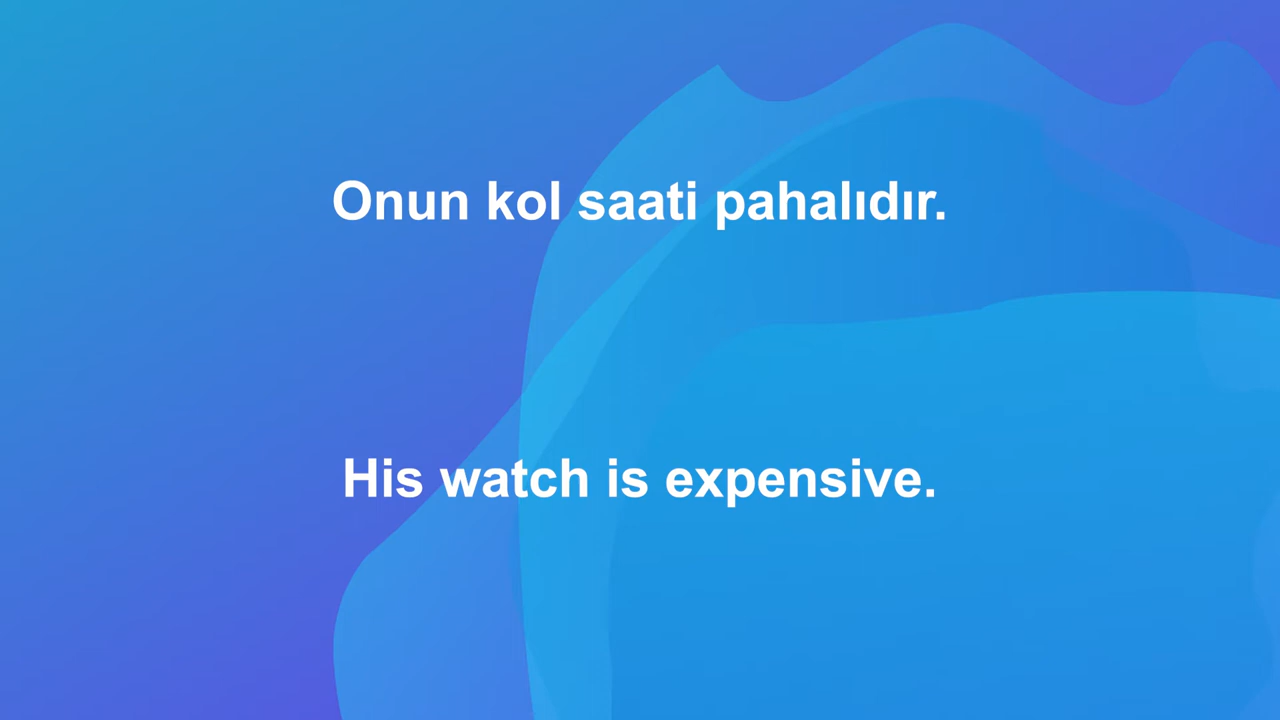 Onun kol saati pahalıdır.
His watch is expensive.